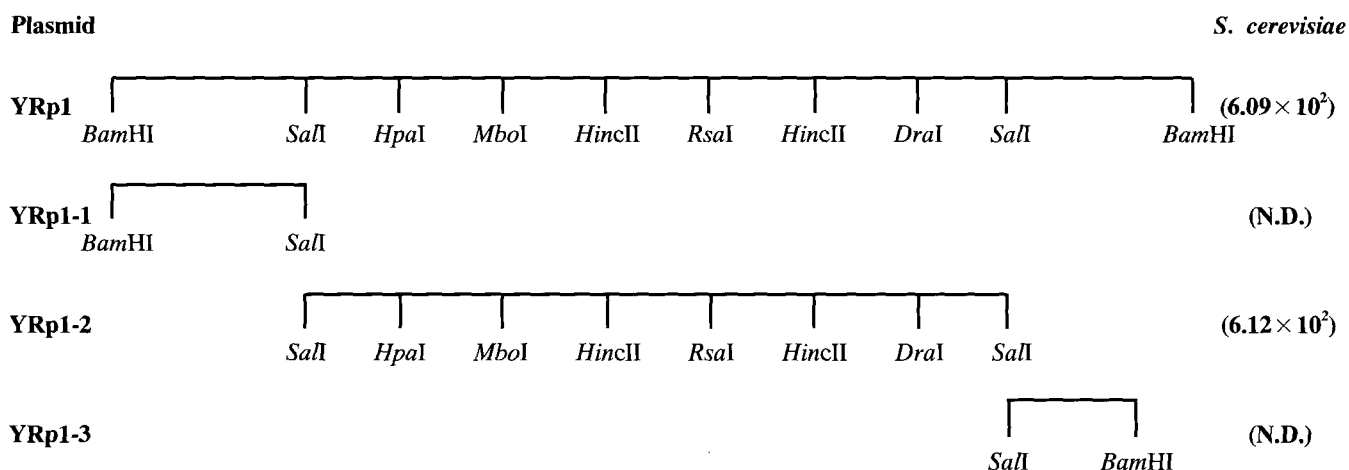 Plasmid S. cerevisiae
YRp1 (6.09 × 10²)
BamHI SalI HpaI MboI HincII RsaI HincII DraI SalI BamHI
YRp1-1 (N.D.)
BamHI SalI
YRp1-2 (6.12 × 10²)
SalI HpaI MboI HincII RsaI HincII DraI SalI
YRp1-3 (N.D.)
SalI BamHI